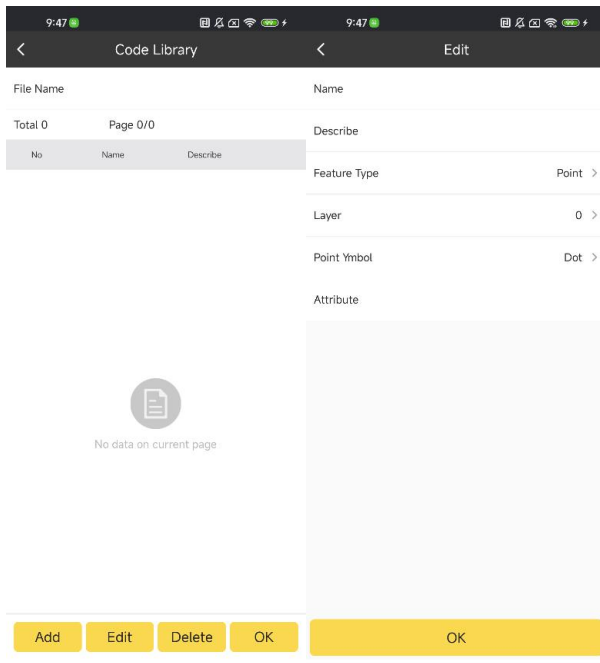 9:47
Code Library
File Name
Total 0 Page 0/0
No Name Describe
No data on current page
Add Edit Delete OK
9:47
Edit
Name
Describe
Feature Type Point
Layer 0
Point Ymbol Dot
Attribute
OK